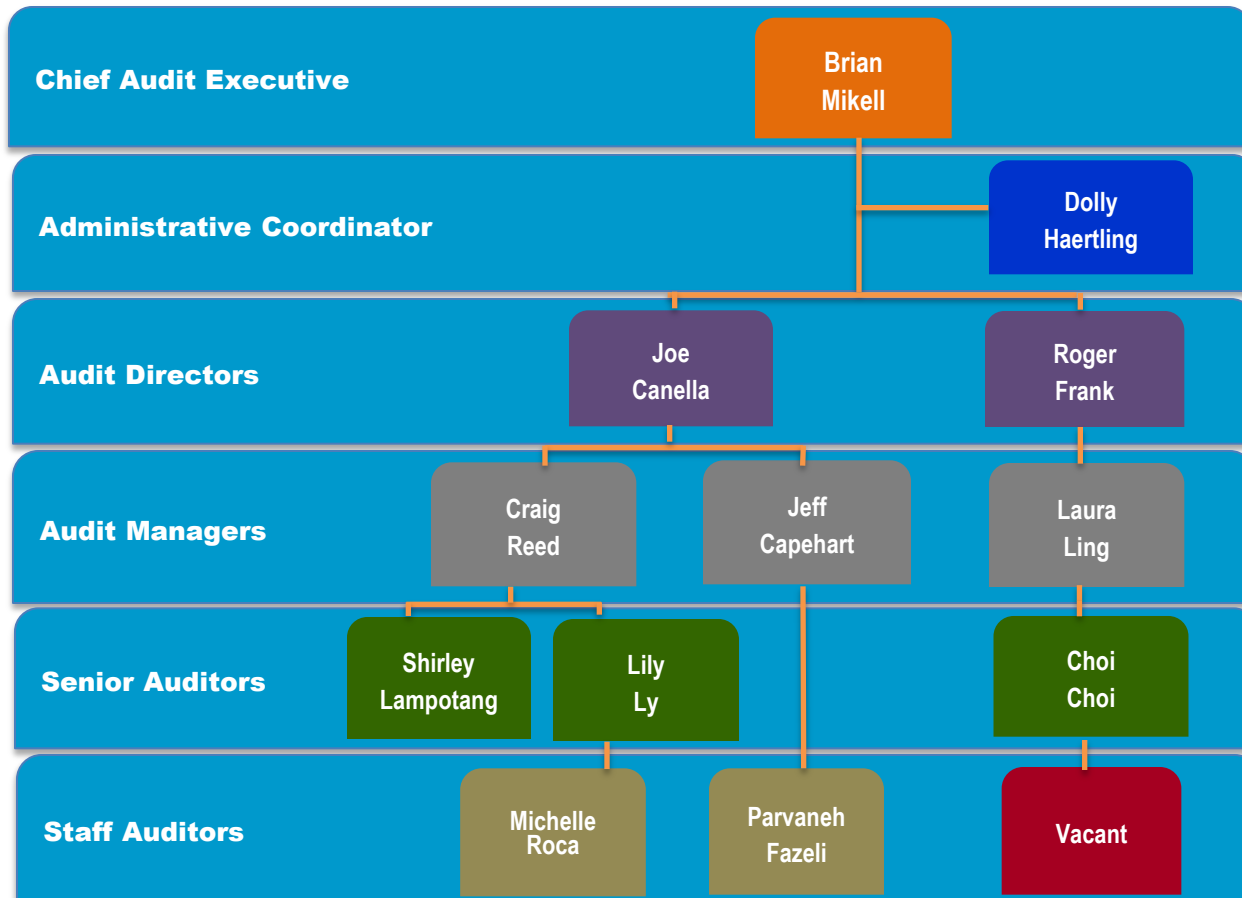 Chief Audit Executive
Brian
Mikell
Administrative Coordinator
Dolly
Haertling
Audit Directors
Joe
Canella
Roger
Frank
Audit Managers
Craig
Reed
Jeff
Capehart
Laura
Ling
Senior Auditors
Shirley
Lampotang
Lily
Ly
Choi
Choi
Staff Auditors
Michelle
Roca
Parvaneh
Fazeli
Vacant